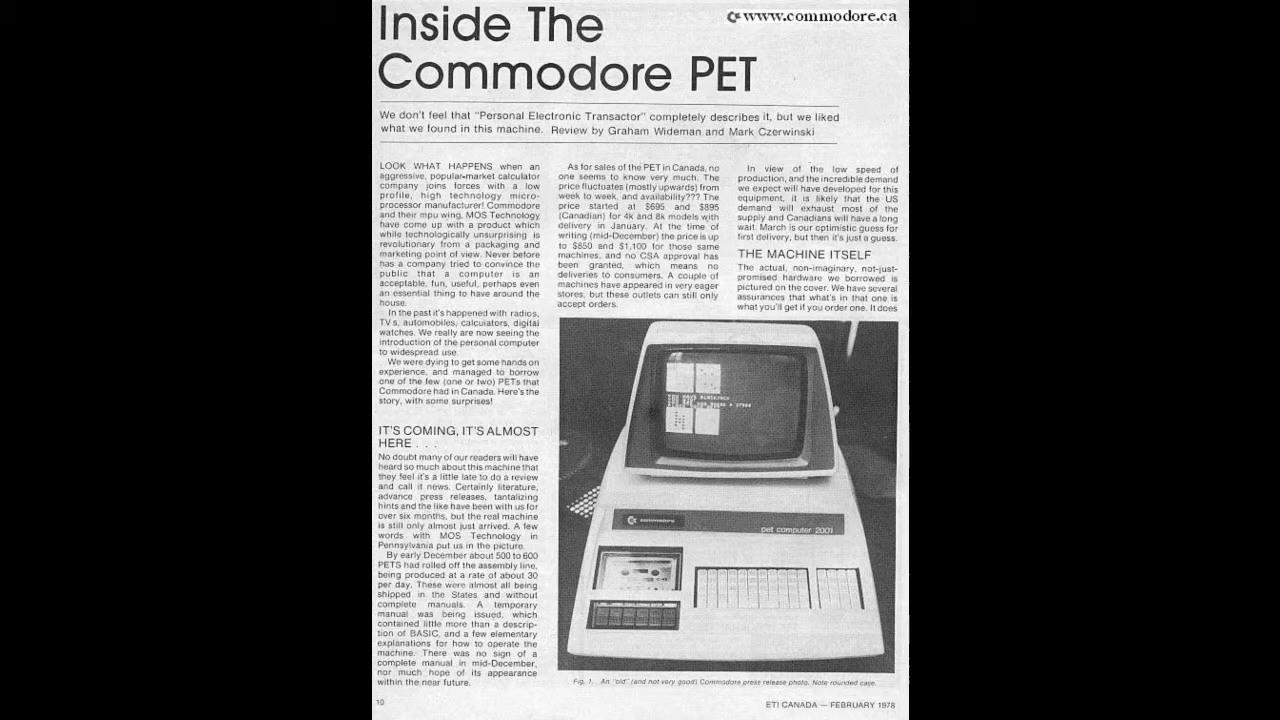 Inside The
www.commodore.ca
Commodore PET
We don't feel that "Personal Electronic Transactor" completely describes it, but we liked
what we found in this machine. Review by Graham Wideman and Mark Czerwinski
LOOK WHAT HAPPENS when an
aggressive, popular-market calculator
company joins forces with a low
profile, high technology micro-
processor manufacturer! Commodore
and their mpu wing, MOS Technology
have come up with a product which
while technologically unsurprising is
revolutionary from a packaging and
marketing point of view. Never before
has a company tried to convince the
public that a computer is an
acceptable, fun, useful, perhaps even
an essential thing to have around the
house.
In the past it's happened with radios,
TV's, automobiles, calculators, digital
watches. We really are now seeing the
introduction of the personal computer
to widespread use.
We were dying to get some hands on
experience, and managed to borrow
one of the few (one or two) PETs that
Commodore had in Canada. Here's the
story, with some surprises!
IT'S COMING, IT'S ALMOST
HERE . . .
No doubt many of our readers will have
heard so much about this machine that
they feel it's a little late to do a review
and call it news. Certainly literature,
advance press releases, tantalizing
hints and the like have been with us for
over six months, but the real machine
is still only almost just arrived. A few
words with MOS Technology in
Pennsylvania put us in the picture.
By early December about 500 to 600
PETS had rolled off the assembly line,
being produced at a rate of about 30
per day. These were almost all being
shipped in the States and without
complete manuals. A temporary
manual was being issued, which
contained little more than a descrip-
tion of BASIC, and a few elementary
explanations for how to operate the
machine. There was no sign of a
complete manual in mid-December,
nor much hope of its appearance
within the near future.
As for sales of the PET in Canada, no
one seems to know very much. The
price fluctuates (mostly upwards) from
week to week, and availability??? The
price started at $695 and $895
(Canadian) for 4k and 8k models with
delivery in January. At the time of
writing (mid-December) the price is up
to $850 and $1,100 for those same
machines, and no CSA approval has
been granted, which means no
deliveries to consumers. A couple of
machines have appeared in very eager
stores, but these outlets can still only
accept orders.
In view of the low speed of
production, and the incredible demand
we expect will have developed for this
equipment, it is likely that the US
demand will exhaust most of the
supply and Canadians will have a long
wait. March is our optimistic guess for
first delivery, but then it's just a guess.
THE MACHINE ITSELF
The actual, non-imaginary, not-just-
promised hardware we borrowed is
pictured on the cover. We have several
assurances that what's in that one is
what you'll get if you order one. It does
commodore
pet computer 2001
Fig. 1. An "old" (and not very good) Commodore press release photo. Note rounded case.
10
ETI CANADA — FEBRUARY 1978